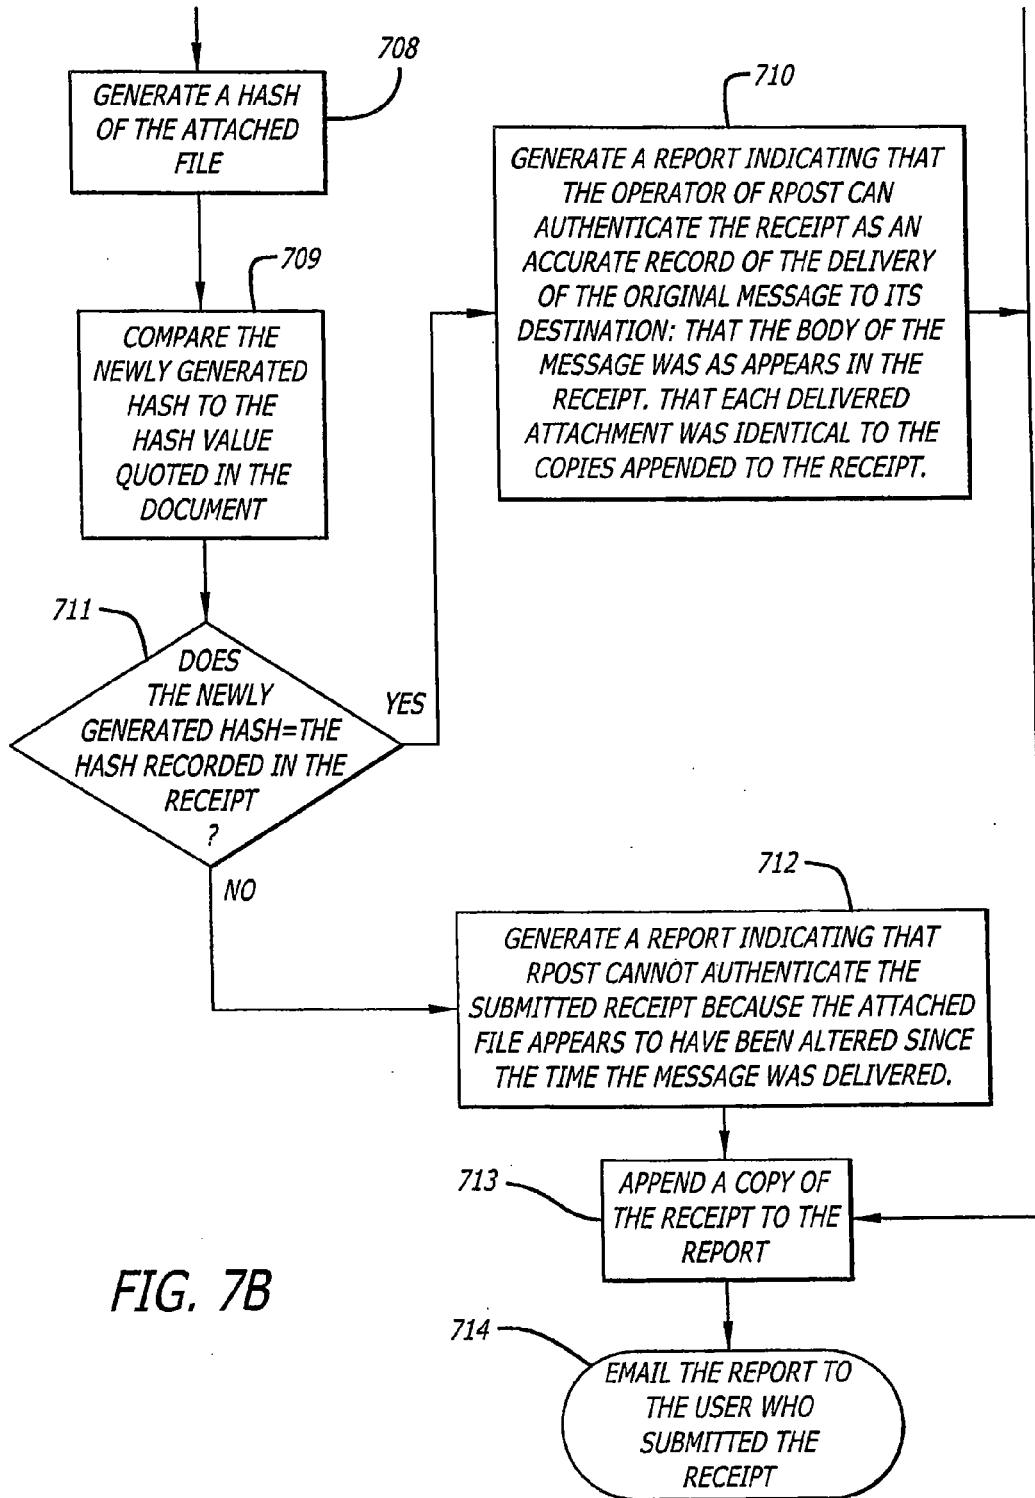 708
GENERATE A HASH
OF THE ATTACHED
FILE
709
COMPARE THE
NEWLY GENERATED
HASH TO THE
HASH VALUE
QUOTED IN THE
DOCUMENT
710
GENERATE A REPORT INDICATING THAT
THE OPERATOR OF RPOST CAN
AUTHENTICATE THE RECEIPT AS AN
ACCURATE RECORD OF THE DELIVERY
OF THE ORIGINAL MESSAGE TO ITS
DESTINATION: THAT THE BODY OF THE
MESSAGE WAS AS APPEARS IN THE
RECEIPT. THAT EACH DELIVERED
ATTACHMENT WAS IDENTICAL TO THE
COPIES APPENDED TO THE RECEIPT.
711
DOES
THE NEWLY
GENERATED HASH=THE
HASH RECORDED IN THE
RECEIPT
?
YES
NO
712
GENERATE A REPORT INDICATING THAT
RPOST CANNOT AUTHENTICATE THE
SUBMITTED RECEIPT BECAUSE THE ATTACHED
FILE APPEARS TO HAVE BEEN ALTERED SINCE
THE TIME THE MESSAGE WAS DELIVERED.
713
APPEND A COPY OF
THE RECEIPT TO THE
REPORT
714
EMAIL THE REPORT TO
THE USER WHO
SUBMITTED THE
RECEIPT
FIG. 7B